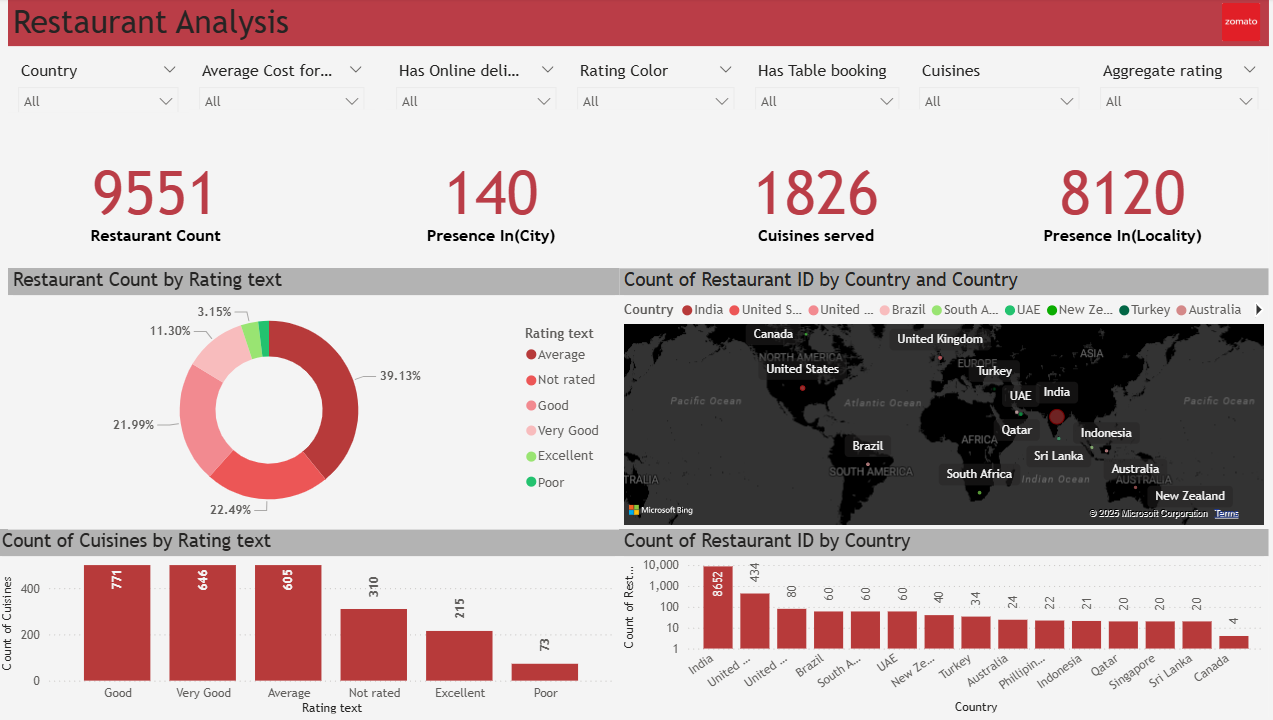 Restaurant Analysis
zomato
Country
Average Cost for...
Has Online deli...
Rating Color
Has Table booking
Cuisines
Aggregate rating
All
All
All
All
All
All
All
9551
Restaurant Count
140
Presence In(City)
1826
Cuisines served
8120
Presence In(Locality)
Restaurant Count by Rating text
3.15%
11.30%
39.13%
21.99%
22.49%
Rating text
Average
Not rated
Good
Very Good
Excellent
Poor
Count of Restaurant ID by Country and Country
Country
India
United S...
United ...
Brazil
South A...
UAE
New Ze...
Turkey
Australia
Canada
United Kingdom
NORTH AMERICA
EUROPE
ASIA
United States
Turkey
UAE
India
Pacific Ocean
Atlantic Ocean
Pacific Ocean
Qatar
Indonesia
AFRICA
Brazil
Sri Lanka
SOUTH AMERICA
South Africa
Indian Ocean
Australia
AUSTRALIA
TRALIA
New Zealand
Microsoft Bing
© 2025 Microsoft Corporation
Terms
Count of Cuisines by Rating text
Count of Cuisines
400
200
0
771
646
605
310
215
73
Good
Very Good
Average
Not rated
Excellent
Poor
Rating text
Count of Restaurant ID by Country
Count of Rest...
10,000
1,000
100
10
1
8652
434
80
60
60
60
40
34
24
22
21
20
20
20
4
India
United ...
United ...
Brazil
South A...
UAE
New Ze...
Turkey
Australia
Phillipin...
Indonesia
Qatar
Singapore
Sri Lanka
Canada
Country